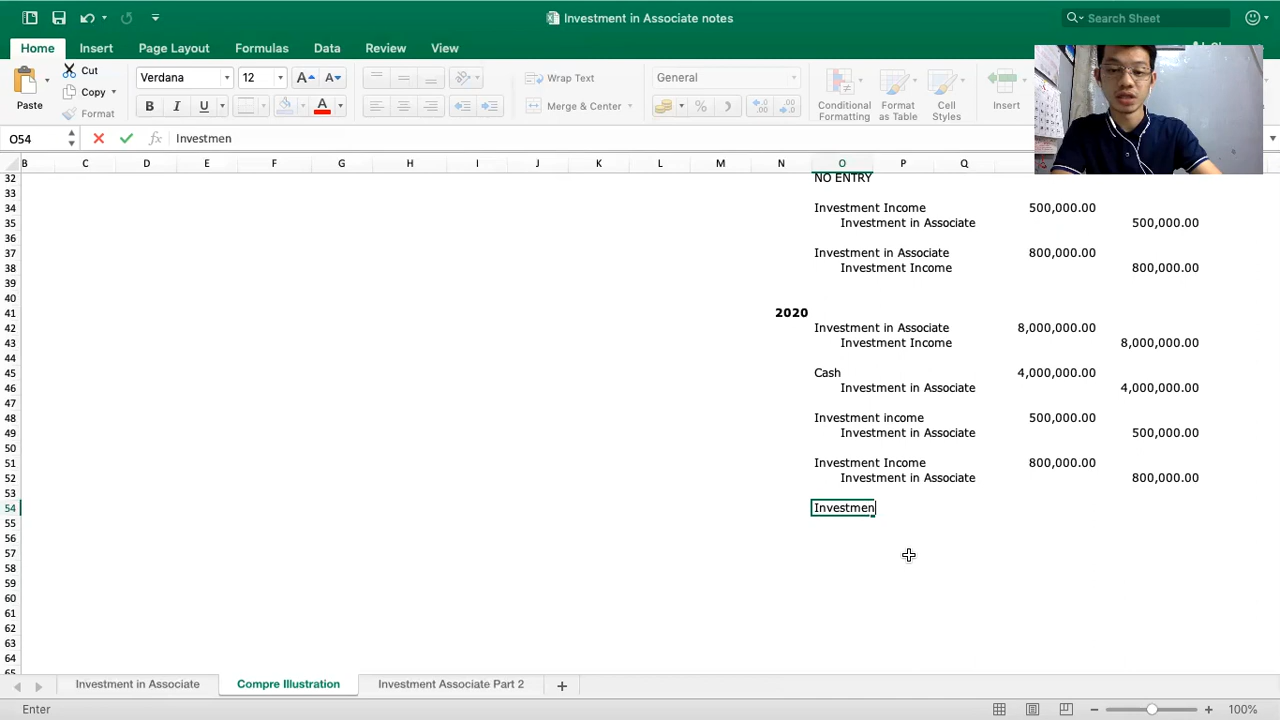 Investment in Associate notes
Search Sheet
Home Insert Page Layout Formulas Data Review View
Paste
Cut
Copy
Format
Verdana 12
B I U A
Wrap Text
Merge & Center
General
Conditional Formatting
Format as Table
Cell Styles
Insert
O54 fx Investmen
B C D E F G H I J K L M N O P Q
32 NO ENTRY
33
34 Investment Income 500,000.00
35 Investment in Associate 500,000.00
36
37 Investment in Associate 800,000.00
38 Investment Income 800,000.00
39
40
41 2020
42 Investment in Associate 8,000,000.00
43 Investment Income 8,000,000.00
44
45 Cash 4,000,000.00
46 Investment in Associate 4,000,000.00
47
48 Investment income 500,000.00
49 Investment in Associate 500,000.00
50
51 Investment Income 800,000.00
52 Investment in Associate 800,000.00
53
54 Investmen
55
56
57
58
59
60
61
62
63
64
65
Investment in Associate Compre Illustration Investment Associate Part 2
Enter 100%